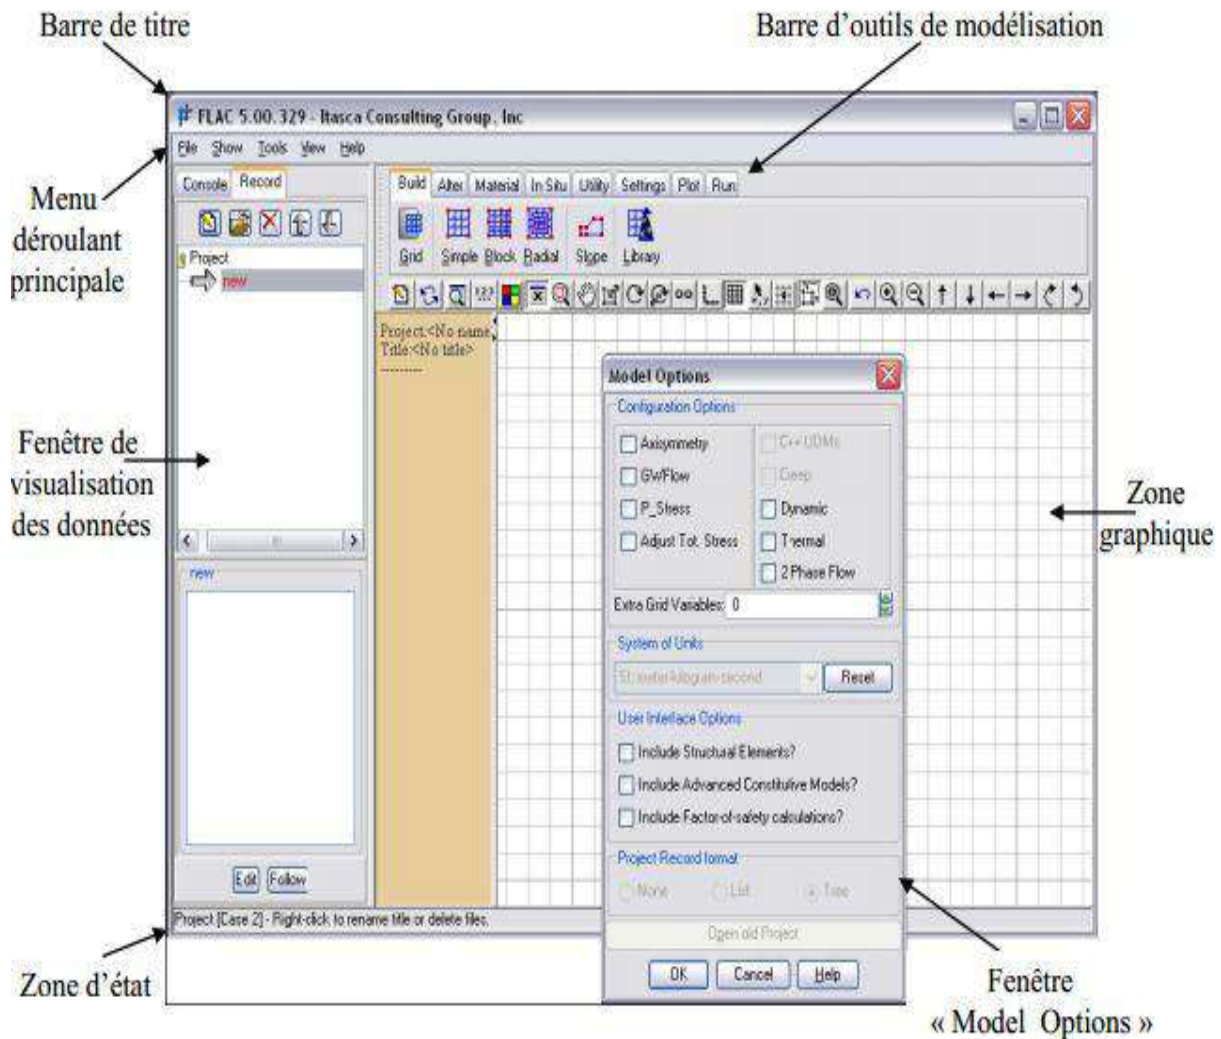 Barre de titre
Barre d'outils de modélisation
FLAC 5.00.329 - Itasca Consulting Group, Inc
File Show Tools View Help
Menu
déroulant
principale
Console Record
Build Alter Material In Situ Utility Settings Plot Run
Grid Simple Block Radial Slope Library
Project
new
Project:<No name
Title:<No title>
----------
Fenêtre de
visualisation
des données
Zone
graphique
Model Options
Configuration Options
Axisymmetry
C++ UDMs
GWFlow
Creep
P_Stress
Dynamic
Adjust Tot. Stress
Thermal
2 Phase Flow
Extra Grid Variables: 0
System of Units
SI: meter-kilogram-second
Reset
User Interface Options
Include Structural Elements?
Include Advanced Constitutive Models?
Include Factor-of-safety calculations?
Project Record format
None List Tree
Open old Project
OK Cancel Help
new
Edit Follow
Project [Case 2] - Right-click to rename title or delete files.
Zone d'état
Fenêtre
« Model Options »